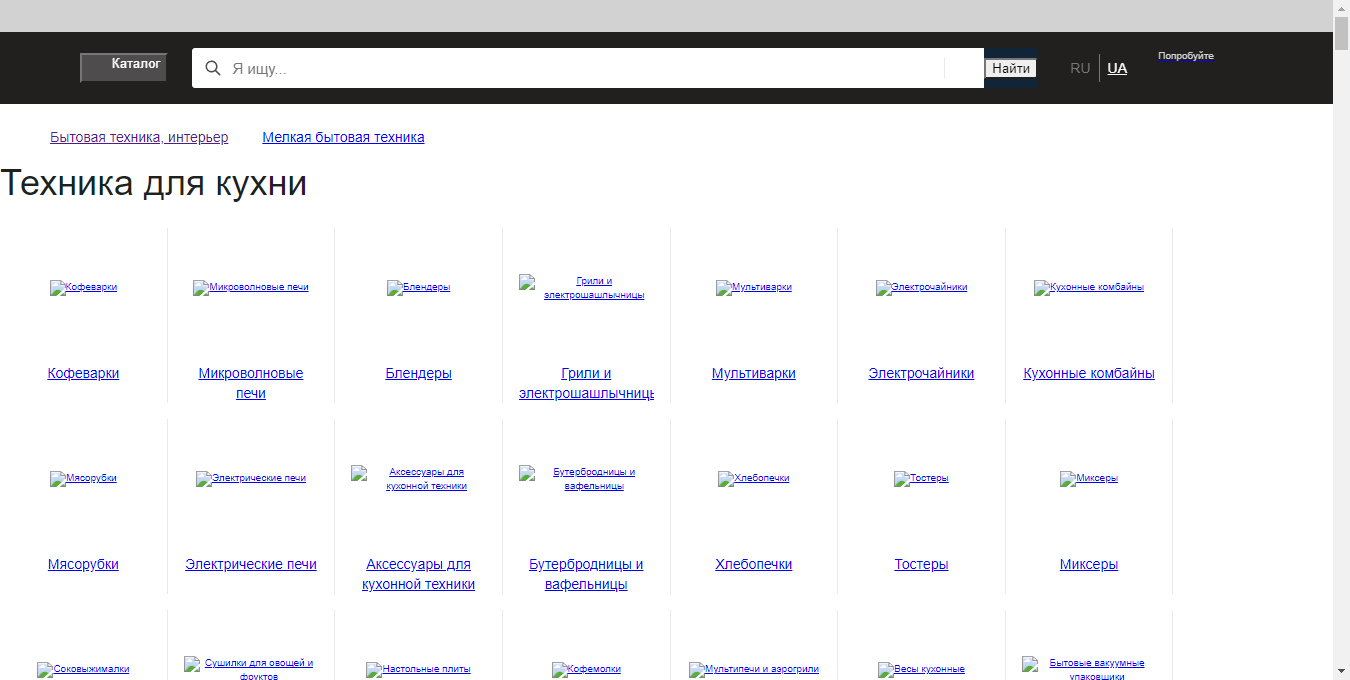 Каталог
Я ищу...
Найти
RU
UA
Попробуйте
Бытовая техника, интерьер
Мелкая бытовая техника
Техника для кухни
Кофеварки
Микроволновые печи
Блендеры
Грили и
электрошашлычницы
Мультиварки
Электрочайники
Кухонные комбайны
Кофеварки
Микроволновые
печи
Блендеры
Грили и
электрошашлычниць
Мультиварки
Электрочайники
Кухонные комбайны
Мясорубки
Электрические печи
Аксессуары для
кухонной техники
Бутербродницы и
вафельницы
Хлебопечки
Тостеры
Миксеры
Мясорубки
Электрические печи
Аксессуары для
кухонной техники
Бутербродницы и
вафельницы
Хлебопечки
Тостеры
Миксеры
Соковыжималки
Сушилки для овощей и
фруктов
Настольные плиты
Кофемолки
Мультипечи и аэрогрили
Весы кухонные
Бытовые вакуумные
упаковщики